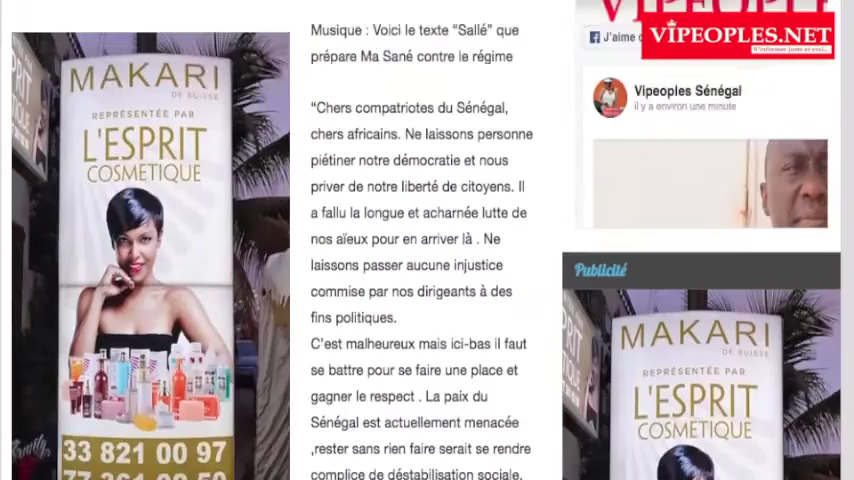 MAKARI
DE SUISSE
REPRÉSENTÉE PAR
L'ESPRIT
COSMETIQUE
33 821 00 97
Musique : Voici le texte “Sallé” que
prépare Ma Sané contre le régime
“Chers compatriotes du Sénégal,
chers africains. Ne laissons personne
piétiner notre démocratie et nous
priver de notre liberté de citoyens. Il
a fallu la longue et acharnée lutte de
nos aïeux pour en arriver là . Ne
laissons passer aucune injustice
commise par nos dirigeants à des
fins politiques.
C'est malheureux mais ici-bas il faut
se battre pour se faire une place et
gagner le respect . La paix du
Sénégal est actuellement menacée
,rester sans rien faire serait se rendre
complice de déstabilisation sociale.
J'aime
VIPEOPLES.NET
S'informer juste et vrai...
Vipeoples Sénégal
il y a environ une minute
Publicité
MAKARI
DE SUISSE
REPRÉSENTÉE PAR
L'ESPRIT
COSMETIQUE